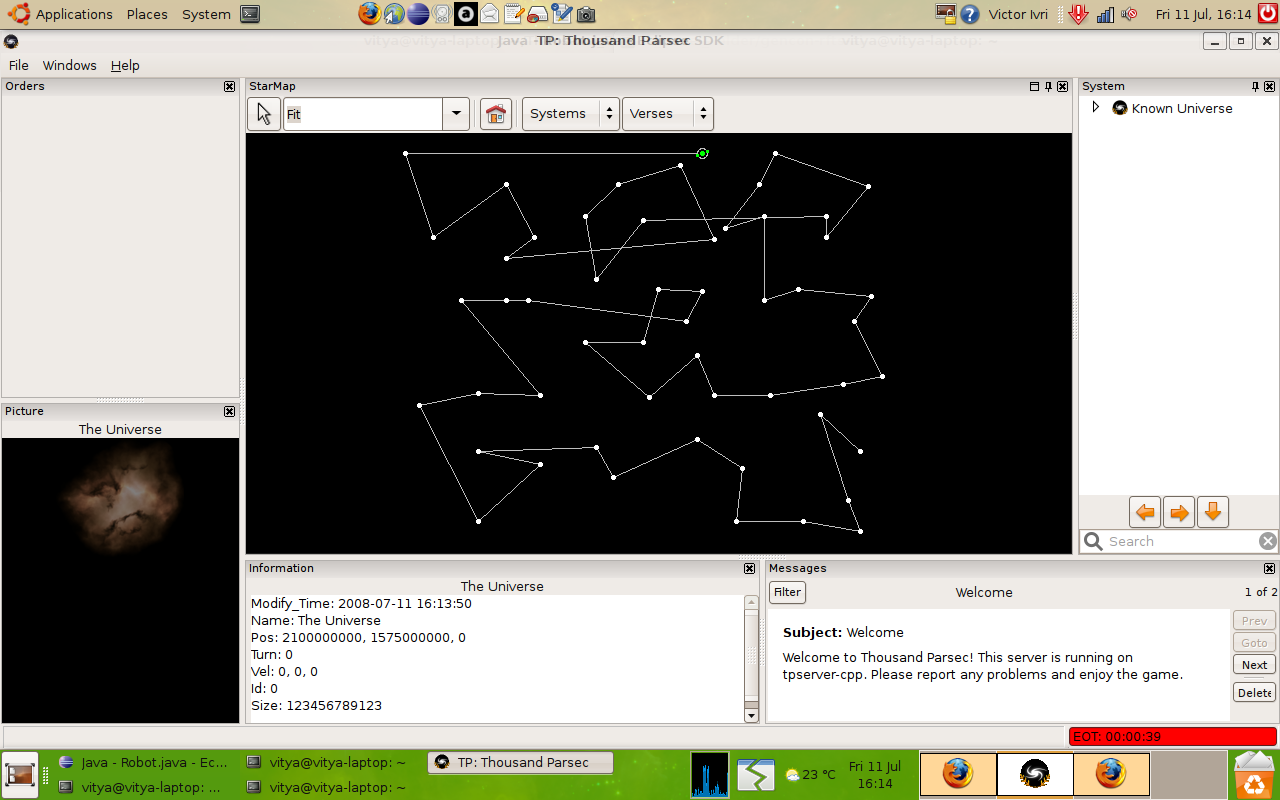 Applications Places System Victor Ivri Fri 11 Jul, 16:14
TP: Thousand Parsec
File Windows Help
Orders
StarMap
System
Fit
Systems
Verses
Known Universe
Picture
The Universe
Search
Information
The Universe
Modify_Time: 2008-07-11 16:13:50
Name: The Universe
Pos: 2100000000, 1575000000, 0
Turn: 0
Vel: 0, 0, 0
Id: 0
Size: 123456789123
Messages
Filter
Welcome
1 of 2
Subject: Welcome
Welcome to Thousand Parsec! This server is running on
tpserver-cpp. Please report any problems and enjoy the game.
Prev
Goto
Next
Delete
EOT: 00:00:39
Java - Robot.java - Ec...
vitya@vitya-laptop: ~
TP: Thousand Parsec
vitya@vitya-laptop: ...
vitya@vitya-laptop: ~
23 °C
Fri 11 Jul
16:14